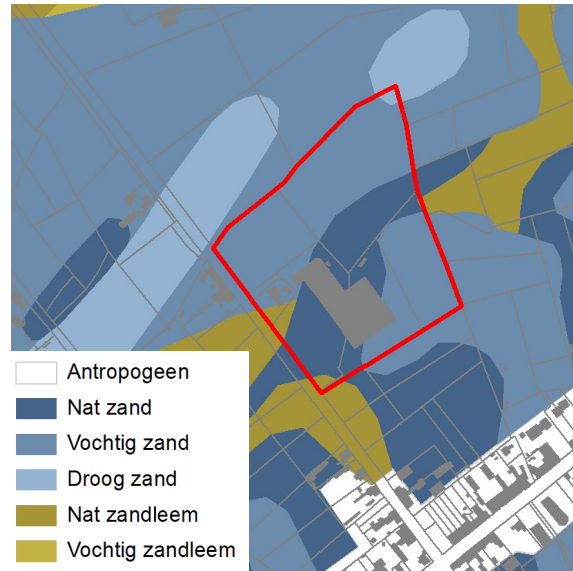 Antropogeen
Nat zand
Vochtig zand
Droog zand
Nat zandleem
Vochtig zandleem